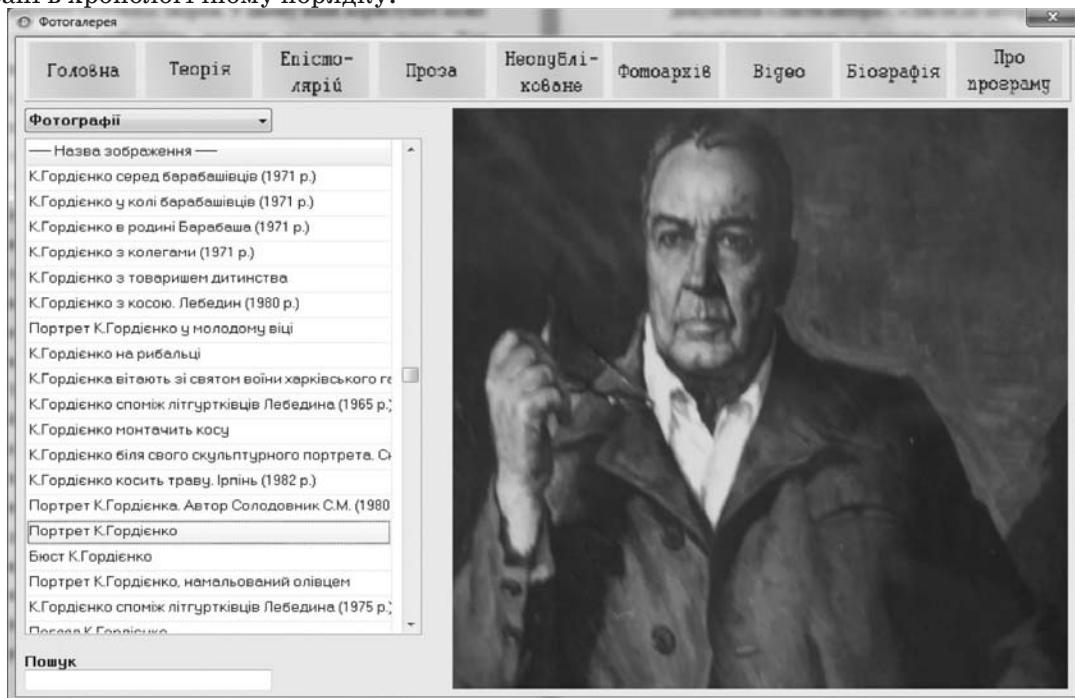 в хронологічному порядку.
Фотогалерея
Головна
Теорія
Епісто-
лярій
Проза
Неопублі-
коване
Фотоархів
Відео
Біографія
Про
програму
Фотографії
— Назва зображення —
К.Гордієнко серед барабашівців (1971 р.)
К.Гордієнко у колі барабашівців (1971 р.)
К.Гордієнко в родині Барабаша (1971 р.)
К.Гордієнко з колегами (1971 р.)
К.Гордієнко з товаришем дитинства
К.Гордієнко з косою. Лебедин (1980 р.)
Портрет К.Гордієнко у молодому віці
К.Гордієнко на рибальці
К.Гордієнка вітають зі святом воїни харківського
К.Гордієнко споміж літгуртківців Лебедина (1965 р.)
К.Гордієнко монтачить косу
К.Гордієнко біля свого скульптурного портрета.
К.Гордієнко косить траву. Ірпінь (1982 р.)
Портрет К.Гордієнка. Автор Солодовник С.М. (1980
Портрет К.Гордієнко
Бюст К.Гордієнко
Портрет К.Гордієнко, намальований олівцем
К.Гордієнко споміж літгуртківців Лебедина (1975 р.)
Пошук